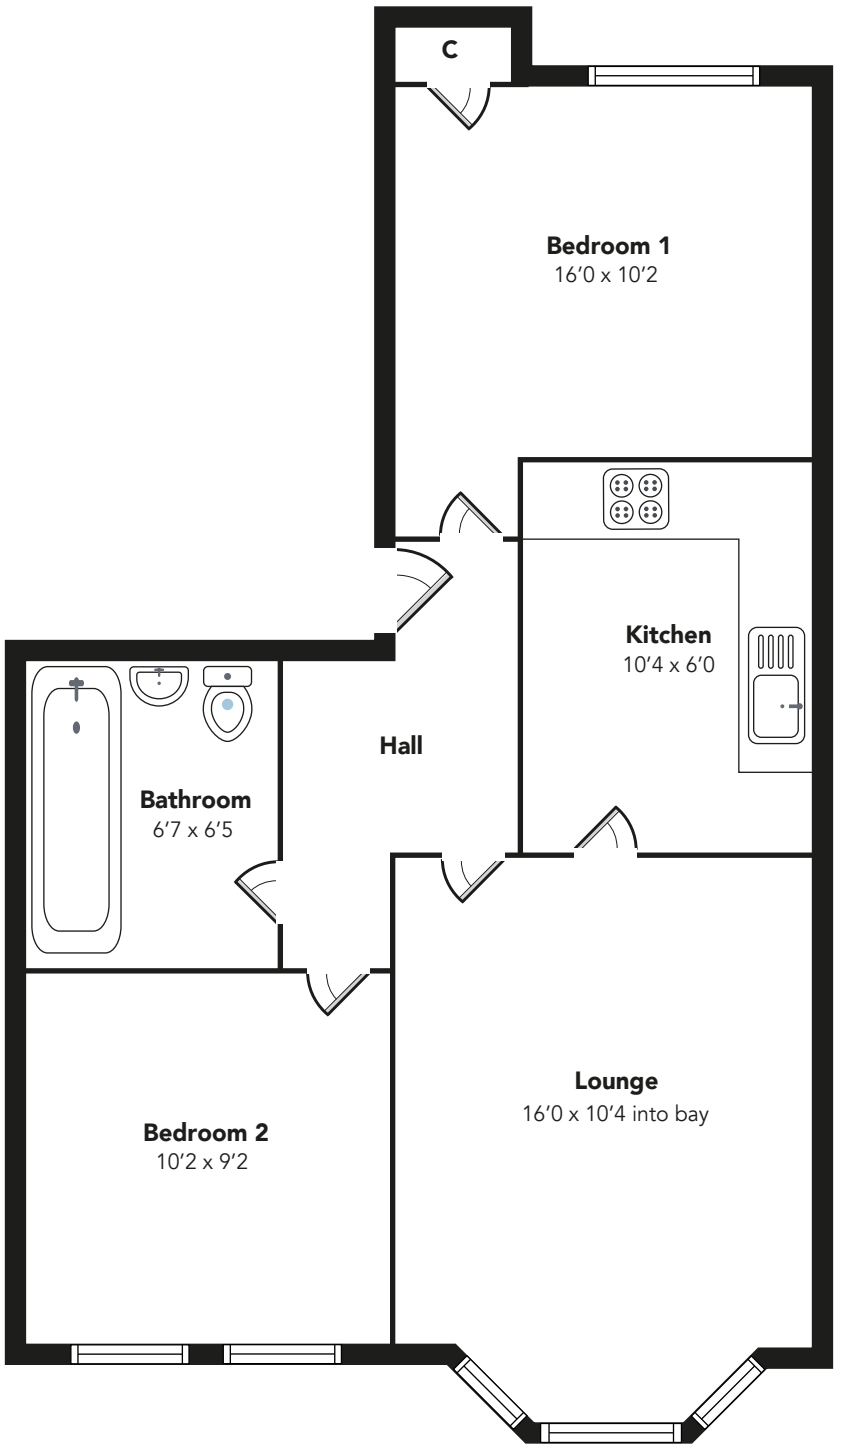 C
Bedroom 1
16’0 x 10’2
Kitchen
10’4 x 6’0
Hall
Bathroom
6’7 x 6’5
Lounge
16’0 x 10’4 into bay
Bedroom 2
10’2 x 9’2